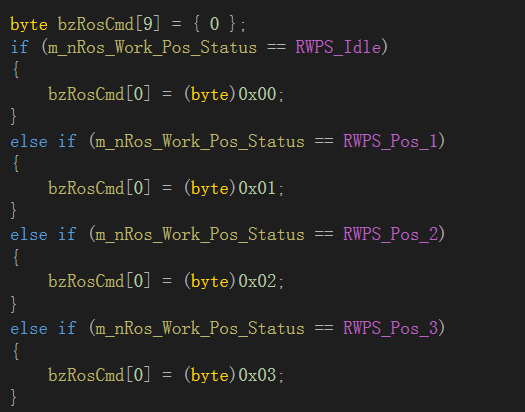 byte bzRosCmd[9] = { 0 };
if (m_nRos_Work_Pos_Status == RWPS_Idle)
{
    bzRosCmd[0] = (byte)0x00;
}
else if (m_nRos_Work_Pos_Status == RWPS_Pos_1)
{
    bzRosCmd[0] = (byte)0x01;
}
else if (m_nRos_Work_Pos_Status == RWPS_Pos_2)
{
    bzRosCmd[0] = (byte)0x02;
}
else if (m_nRos_Work_Pos_Status == RWPS_Pos_3)
{
    bzRosCmd[0] = (byte)0x03;
}